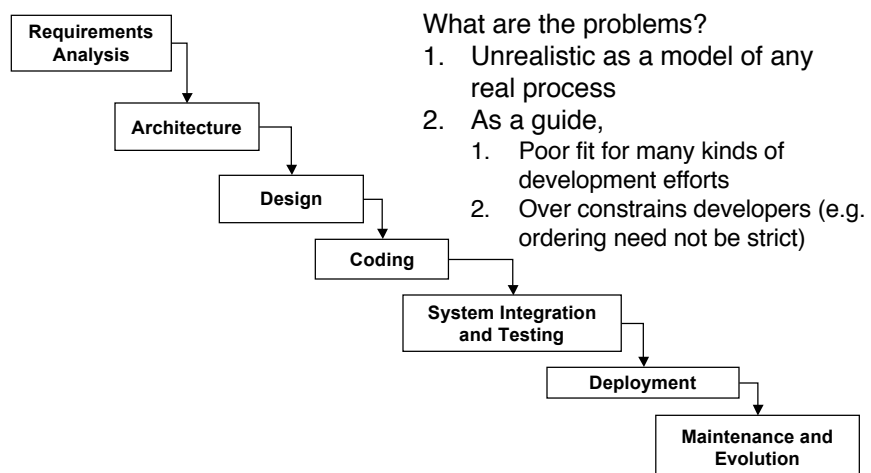 Requirements
Analysis
What are the problems?
1. Unrealistic as a model of any
real process
2. As a guide,
1. Poor fit for many kinds of
development efforts
2. Over constrains developers (e.g.
ordering need not be strict)
Architecture
Design
Coding
System Integration
and Testing
Deployment
Maintenance and
Evolution